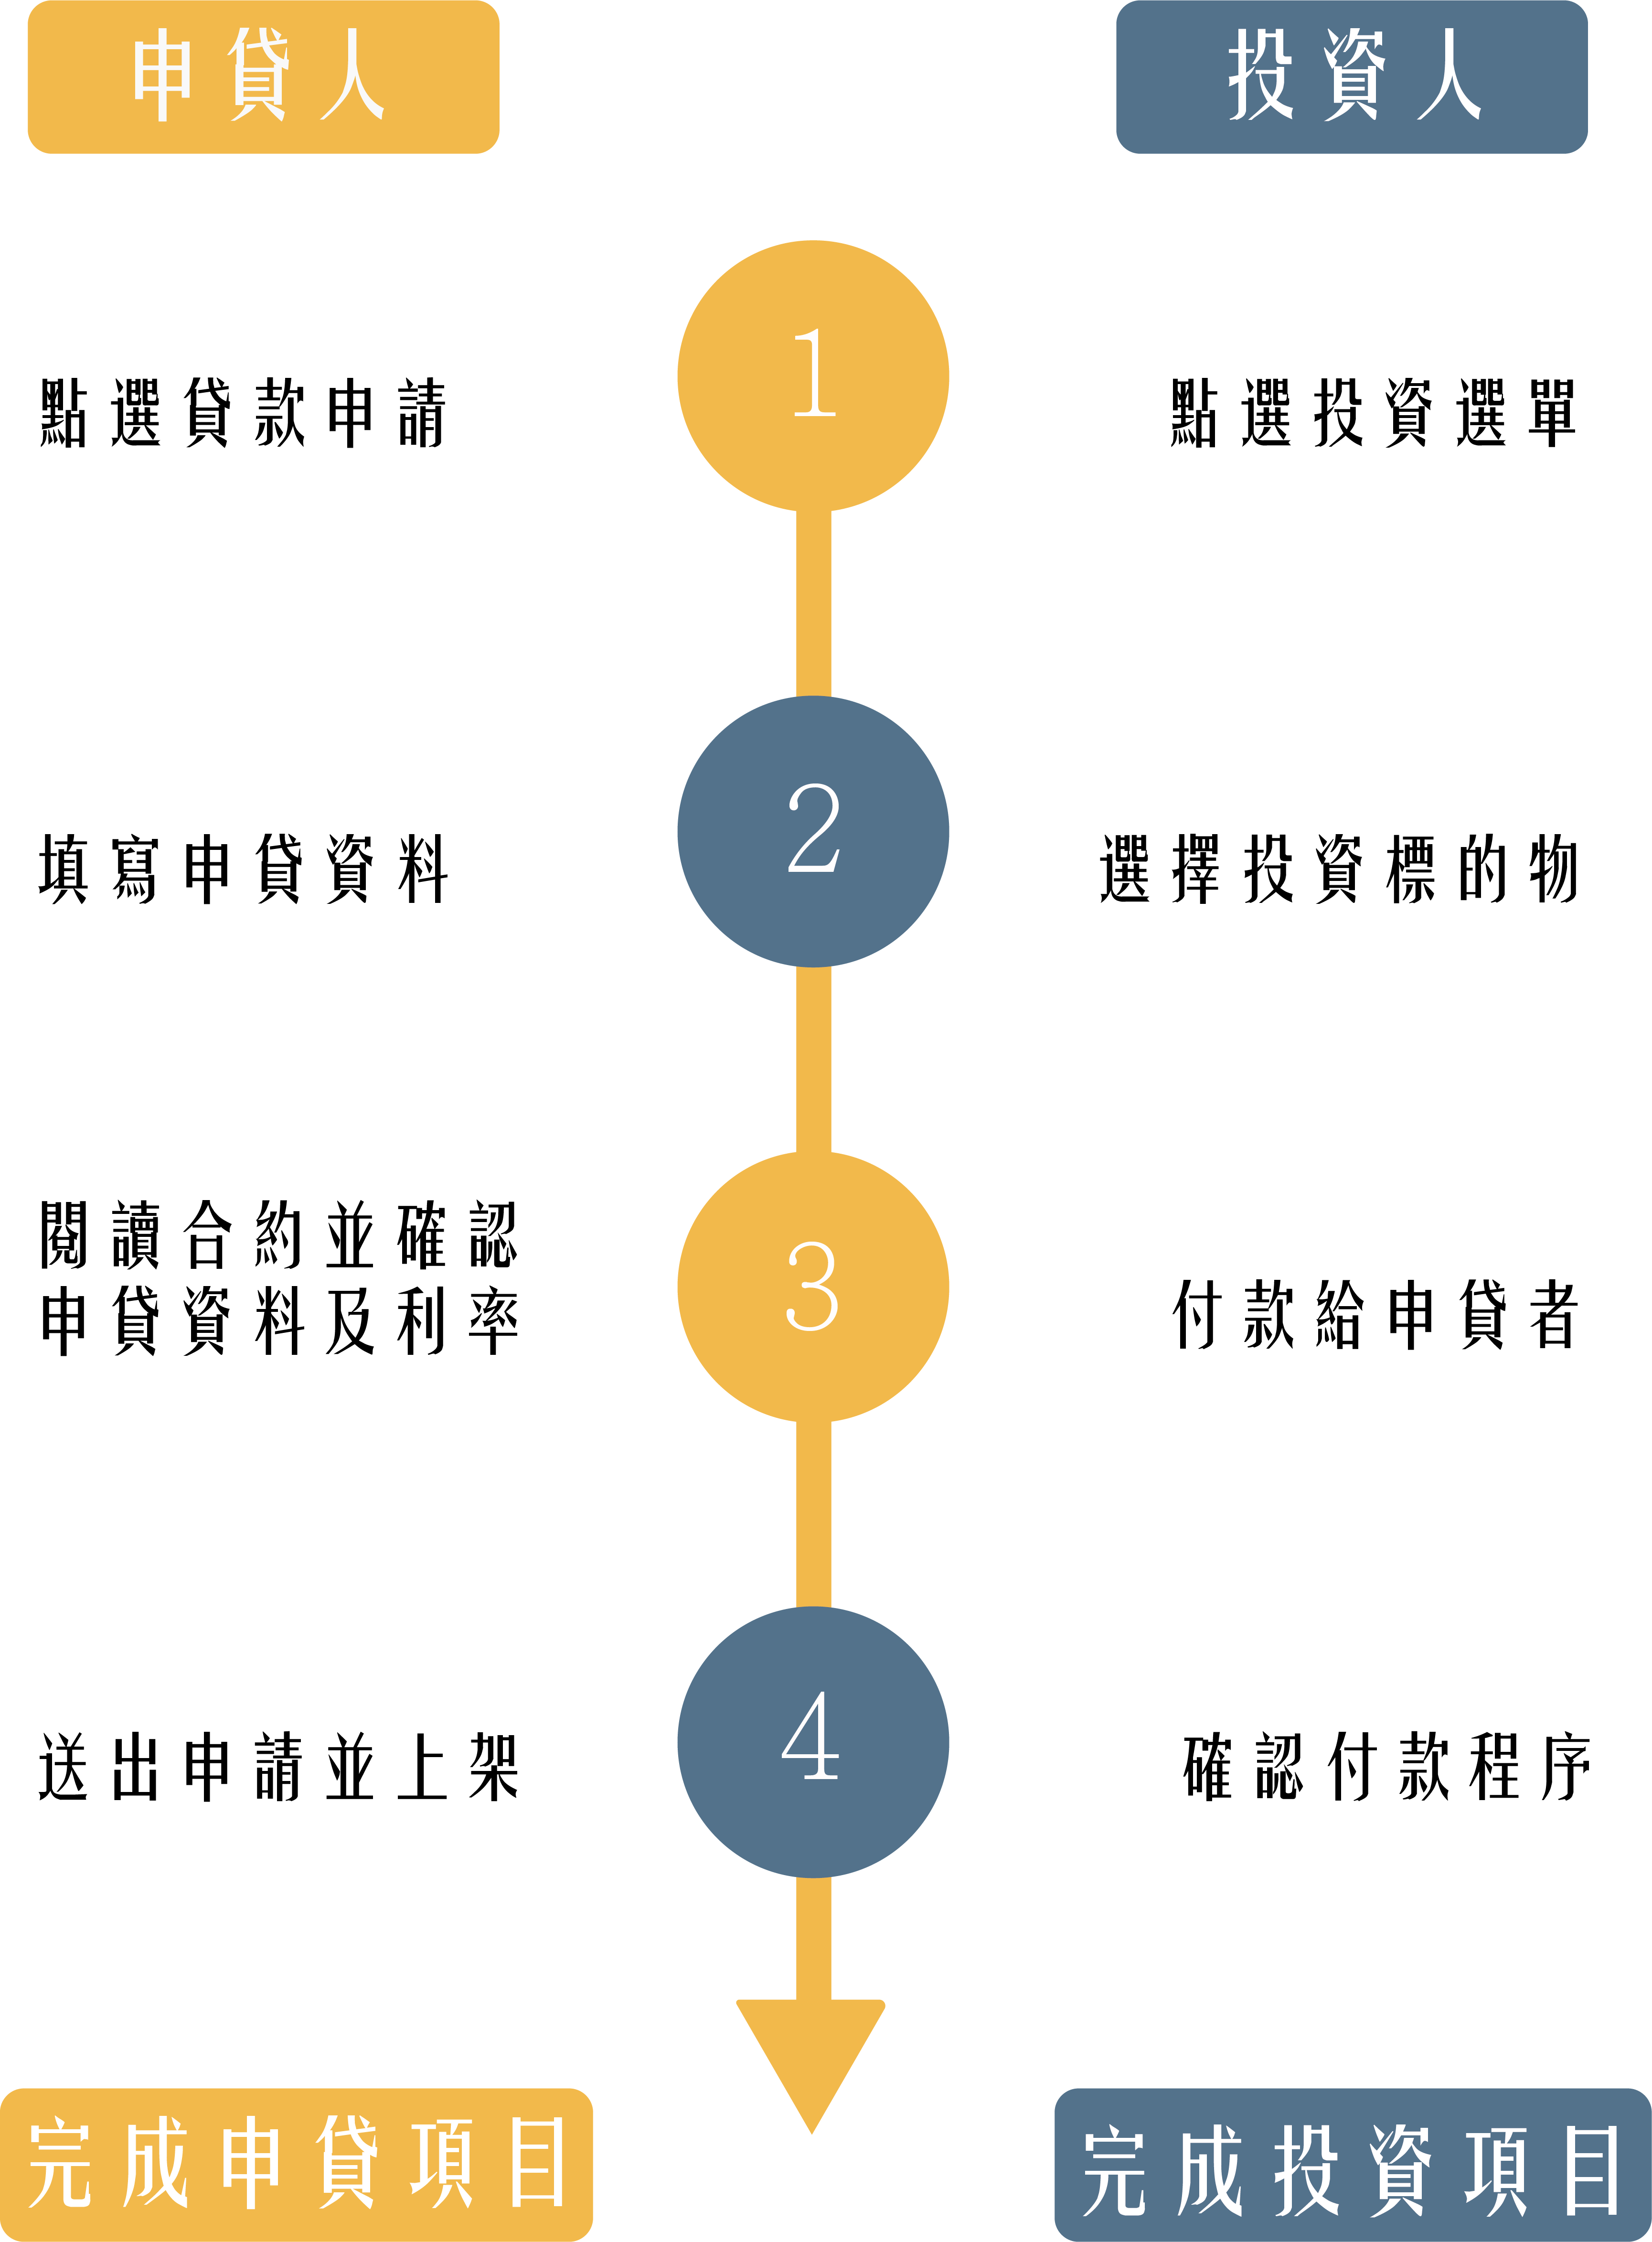 申貸人
投資人
點選貸款申請
1
點選投資選單
填寫申貸資料
2
選擇投資標的物
閱讀合約並確認
申貸資料及利率
3
付款給申貸者
送出申請並上架
4
確認付款程序
完成申貸項目
完成投資項目